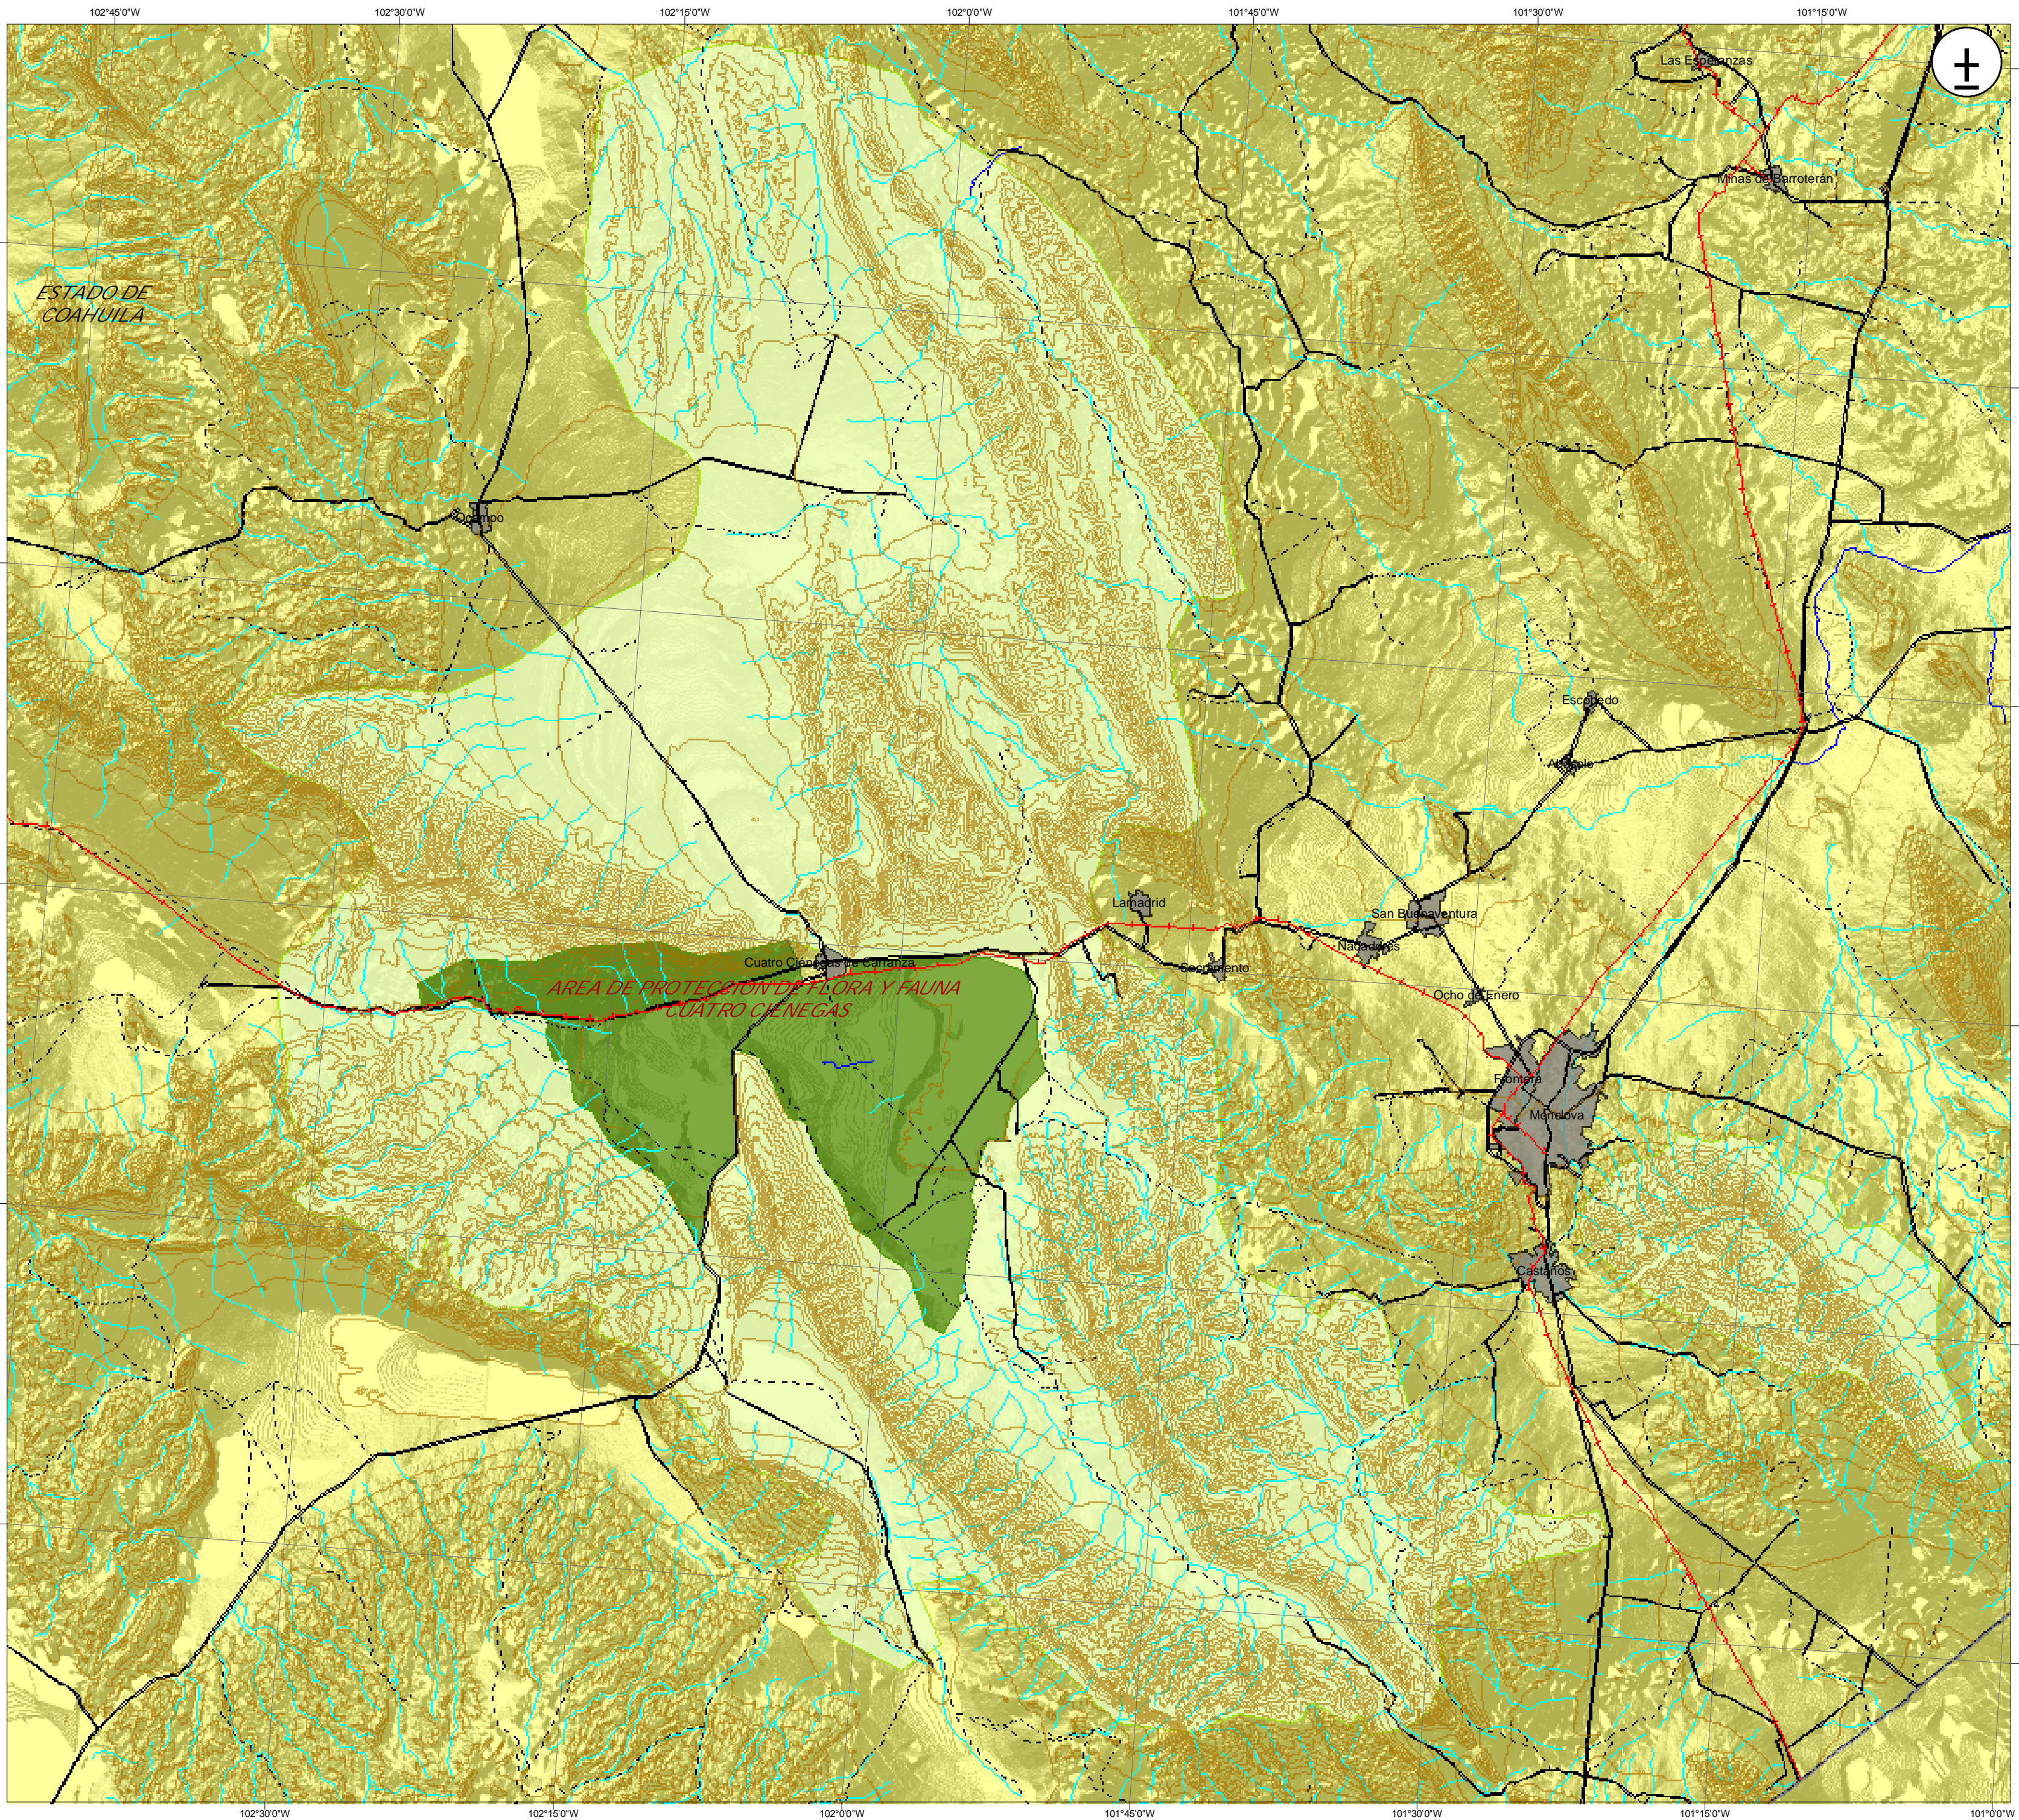 102°45'0"W 102°30'0"W 102°15'0"W 102°0'0"W 101°45'0"W 101°30'0"W 101°15'0"W
Las Esperanzas
Minas de Barroterán
ESTADO DE
COAHUILA
Ocampo
Escobedo
Abasolo
Lamadrid
San Buenaventura
Nadadores
Cuatro Ciénegas de Carranza
Sacramento
AREA DE PROTECCION DE FLORA Y FAUNA
CUATRO CIENEGAS
Ocho de Enero
Frontera
Monclova
Castaños
102°30'0"W 102°15'0"W 102°0'0"W 101°45'0"W 101°30'0"W 101°15'0"W 101°0'0"W